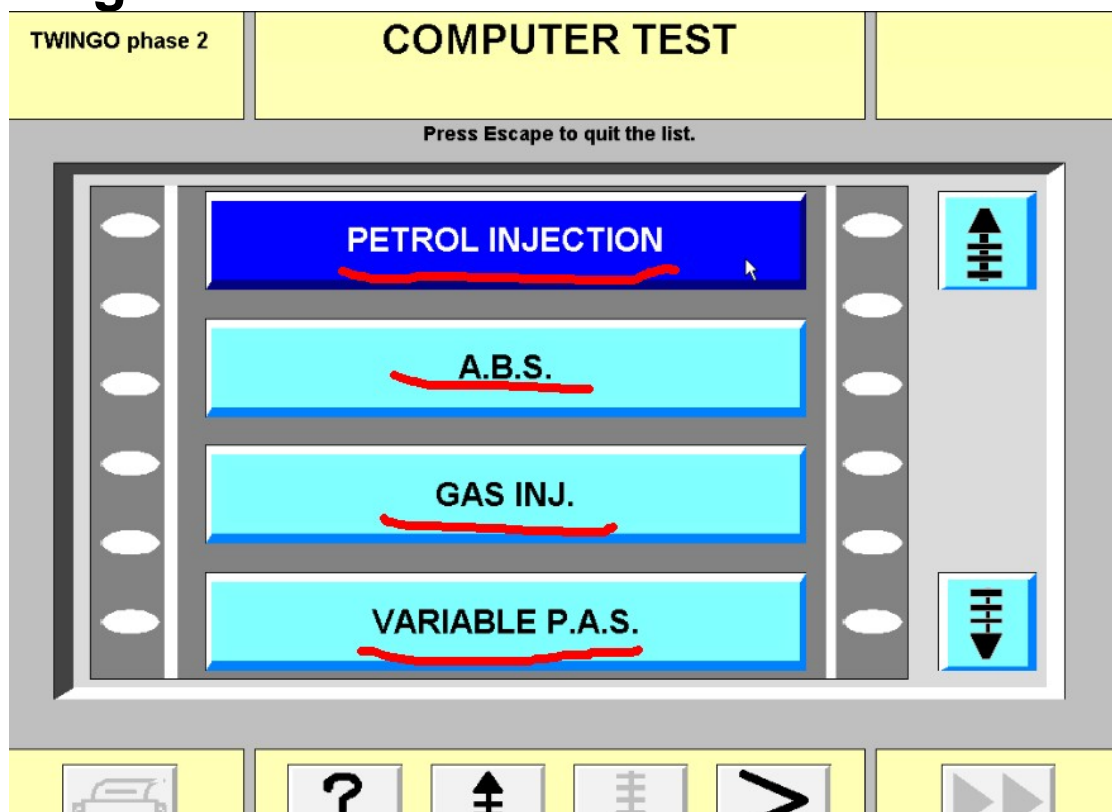 TWINGO phase 2
COMPUTER TEST
Press Escape to quit the list.
PETROL INJECTION
A.B.S.
GAS INJ.
VARIABLE P.A.S.
?
>